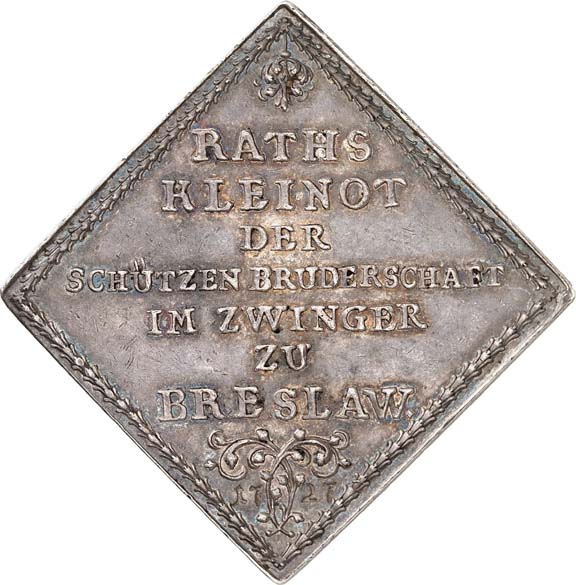 RATHS
KLEINOT
DER
SCHÜTZEN BRUDERSCHAFT
IM ZWINGER
ZU
BRESLAW.
1727